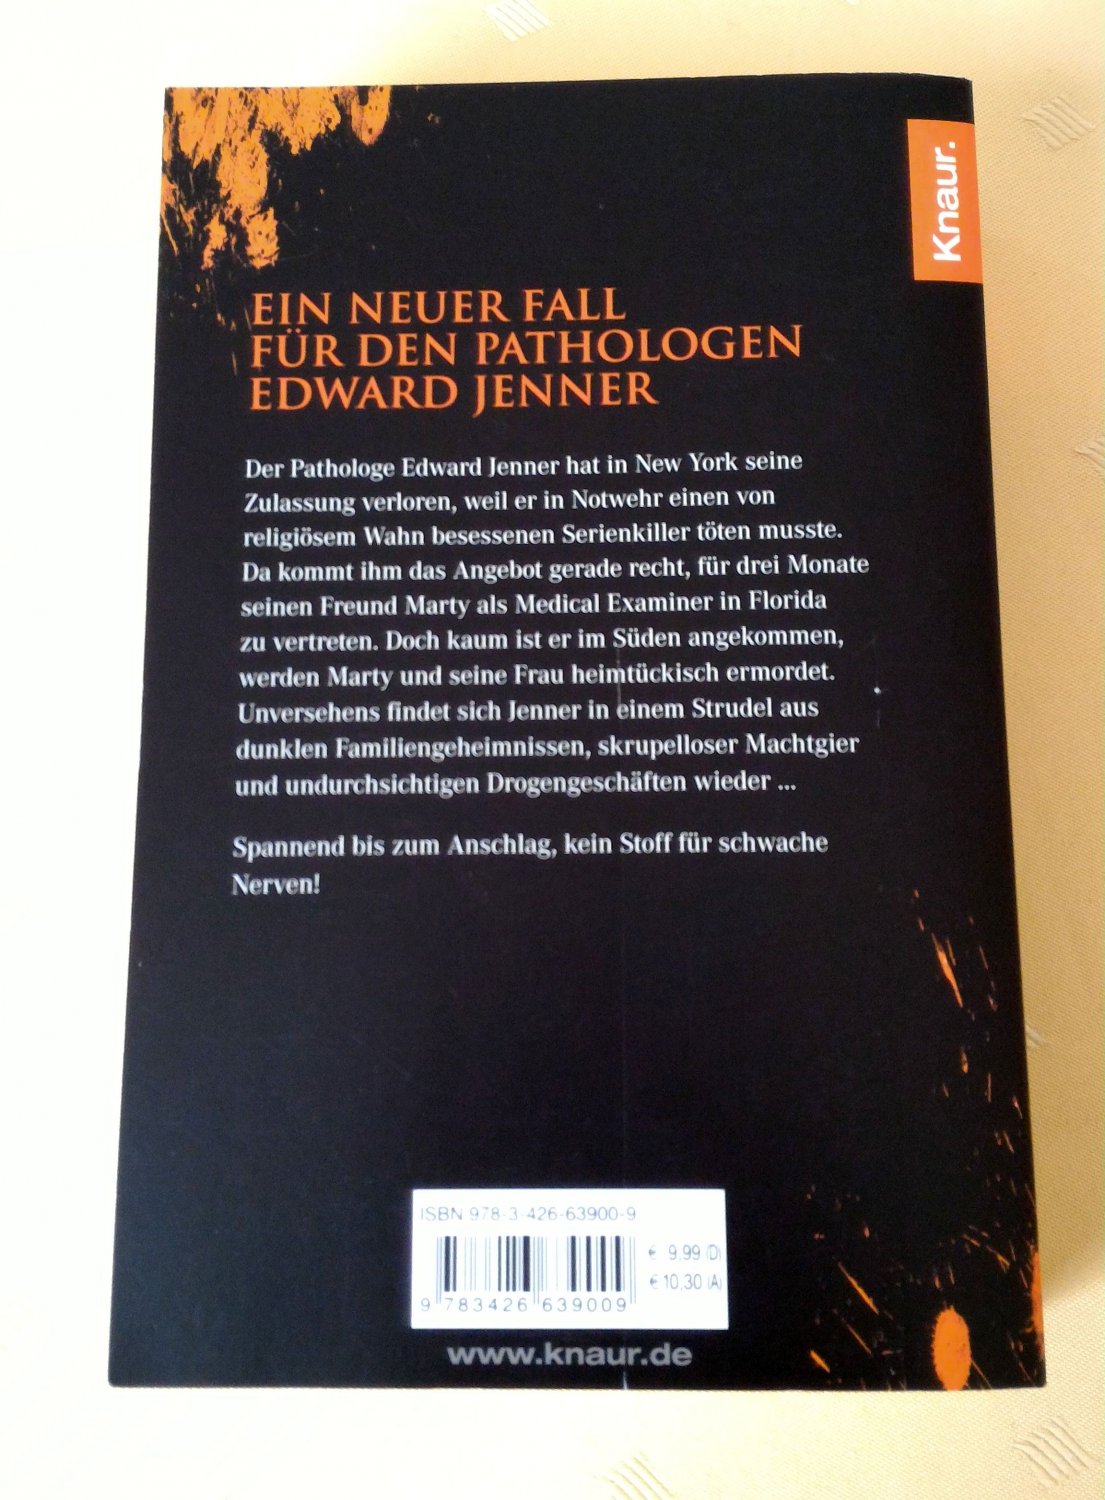 Knaur.
EIN NEUER FALL
FÜR DEN PATHOLOGEN
EDWARD JENNER
Der Pathologe Edward Jenner hat in New York seine
Zulassung verloren, weil er in Notwehr einen von
religiösem Wahn besessenen Serienkiller töten musste.
Da kommt ihm das Angebot gerade recht, für drei Monate
seinen Freund Marty als Medical Examiner in Florida
zu vertreten. Doch kaum ist er im Süden angekommen,
werden Marty und seine Frau heimtückisch ermordet.
Unversehens findet sich Jenner in einem Strudel aus
dunklen Familiengeheimnissen, skrupelloser Machtgier
und undurchsichtigen Drogengeschäften wieder ...
Spannend bis zum Anschlag, kein Stoff für schwache
Nerven!
ISBN 978-3-426-63900-9
€ 9,99 (D)
€ 10,30 (A)
9 783426 639009
www.knaur.de